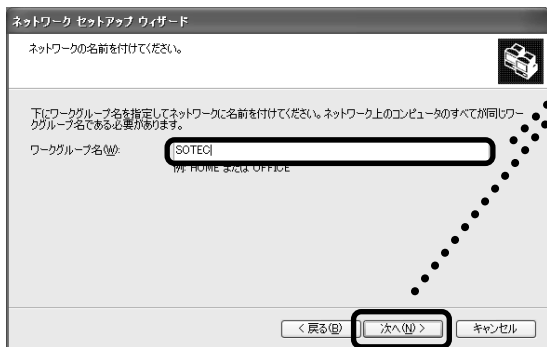 ネットワーク セットアップ ウィザード
ネットワークの名前を付けてください。
下にワークグループ名を指定してネットワークに名前を付けてください。ネットワーク上のコンピュータのすべてが同じワー
クグループ名である必要があります。
ワークグループ名(W):
SOTEC
例: HOME または OFFICE
< 戻る(B)
次へ(N) >
キャンセル